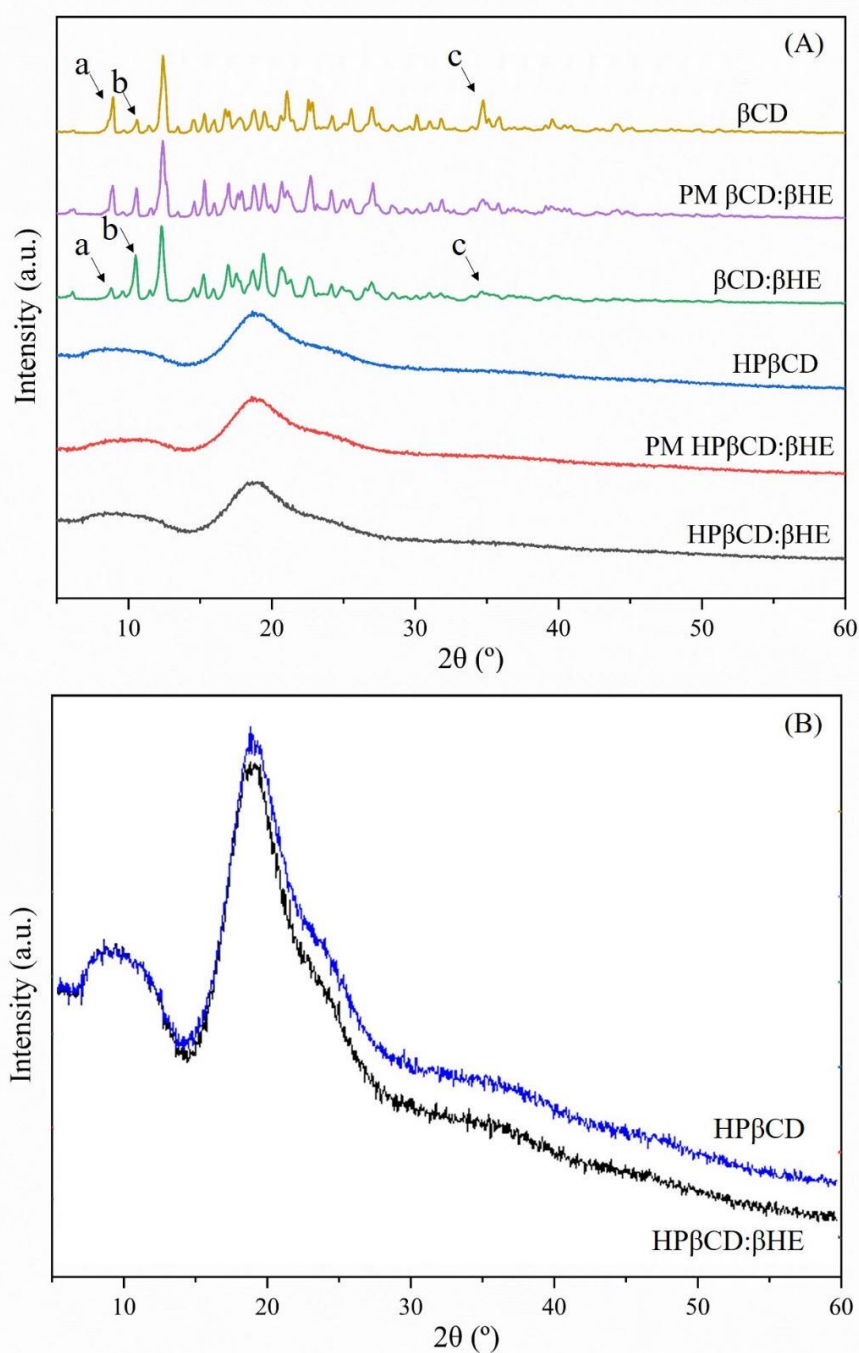 (A)
a
b
c
βCD
PM βCD:βHE
a
b
c
βCD:βHE
HPβCD
PM HPβCD:βHE
HPβCD:βHE
Intensity (a.u.)
10 20 30 40 50 60
2θ (º)
(B)
HPβCD
HPβCD:βHE
Intensity (a.u.)
10 20 30 40 50 60
2θ (º)